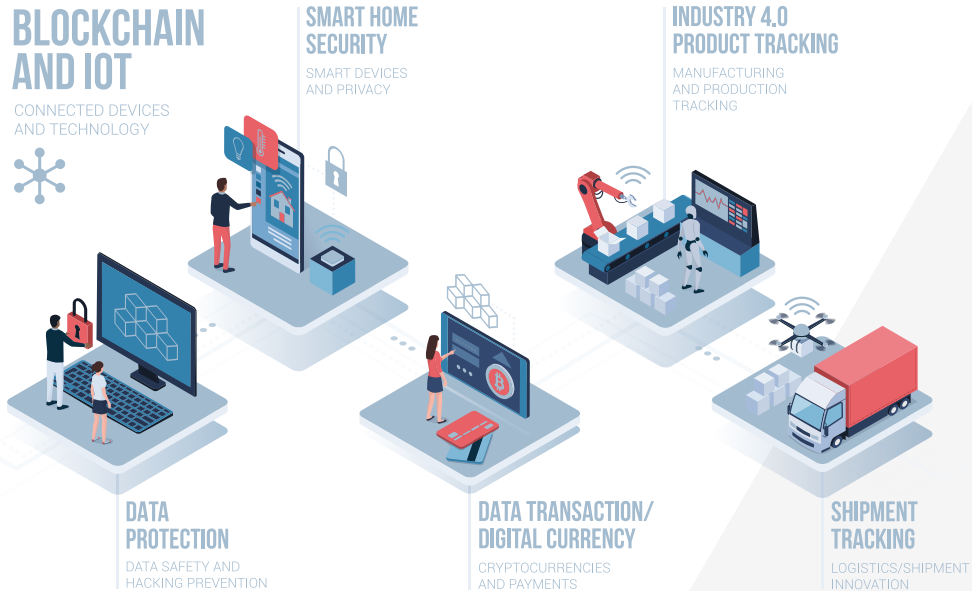 BLOCKCHAIN
AND IOT
CONNECTED DEVICES
AND TECHNOLOGY
SMART HOME
SECURITY
SMART DEVICES
AND PRIVACY
INDUSTRY 4.0
PRODUCT TRACKING
MANUFACTURING
AND PRODUCTION
TRACKING
DATA
PROTECTION
DATA SAFETY AND
HACKING PREVENTION
DATA TRANSACTION/
DIGITAL CURRENCY
CRYPTOCURRENCIES
AND PAYMENTS
SHIPMENT
TRACKING
LOGISTICS/SHIPMENT
INNOVATION